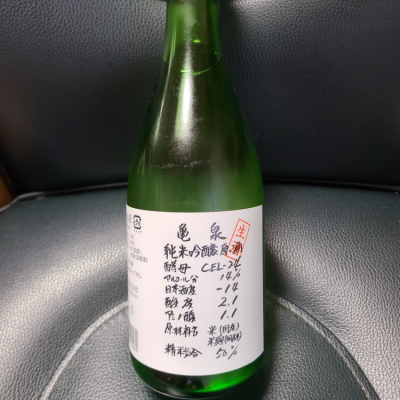 生
亀泉
純米吟醸原酒
酵母 CEL-24
アルコール分 14%
日本酒度 -14
酸度 2.1
アミノ酸 1.1
原材料名 米(国産)
米麹(国産米)
精米歩合 50%